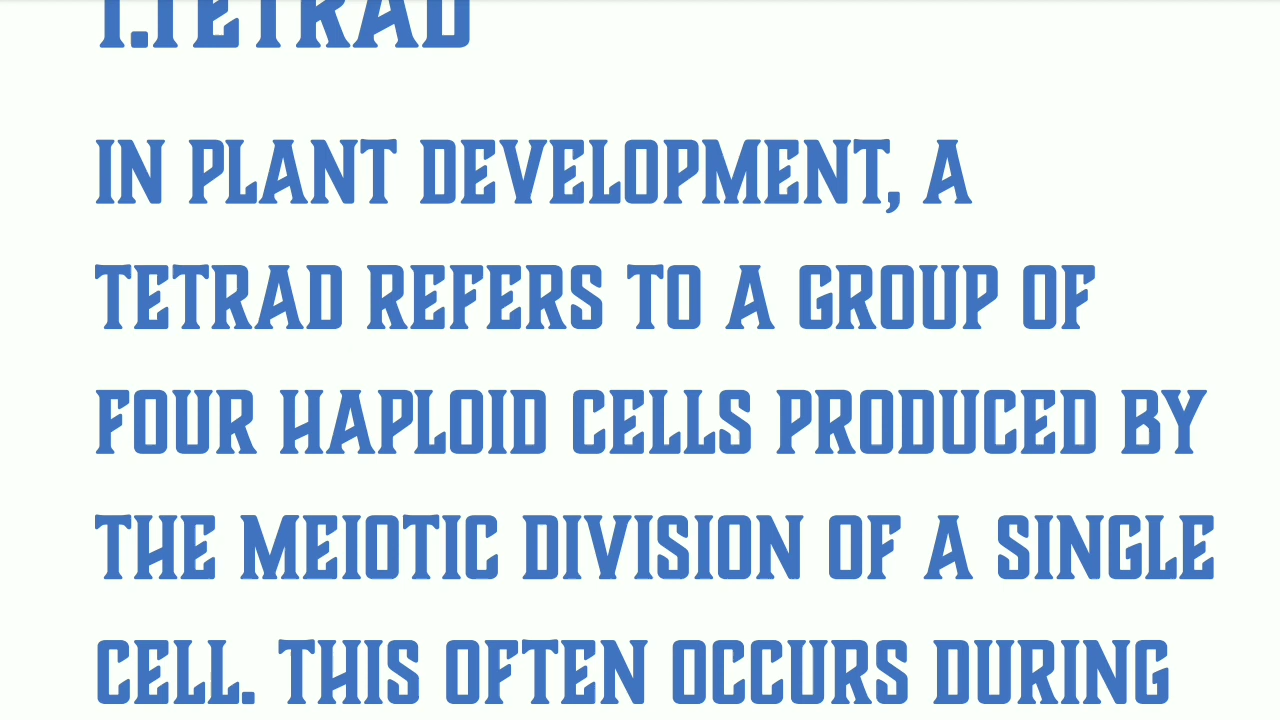 1.TETRAD
IN PLANT DEVELOPMENT, A
TETRAD REFERS TO A GROUP OF
FOUR HAPLOID CELLS PRODUCED BY
THE MEIOTIC DIVISION OF A SINGLE
CELL. THIS OFTEN OCCURS DURING